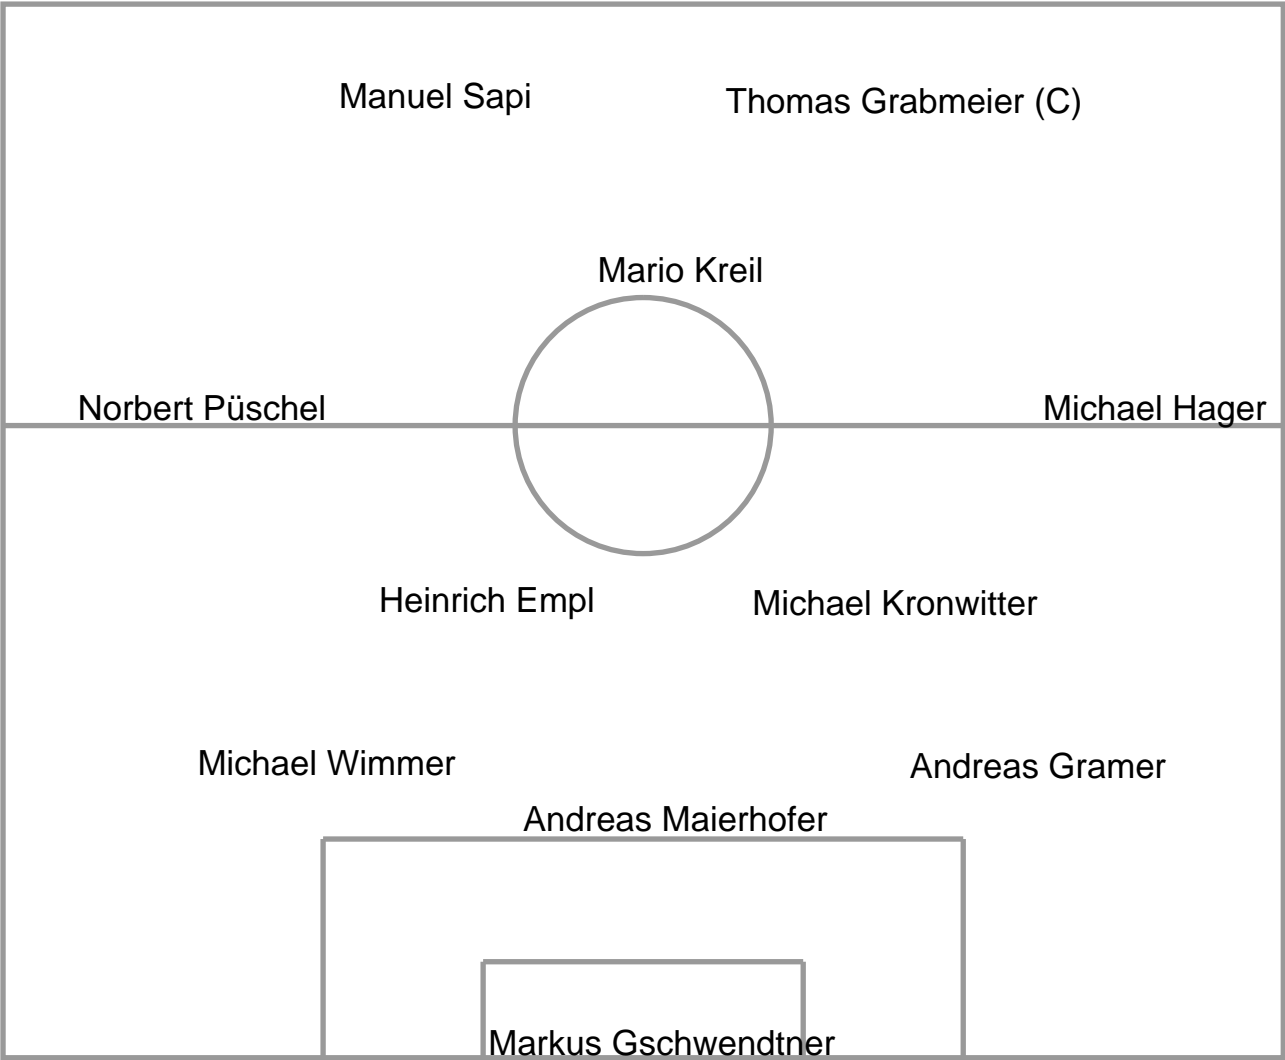 Manuel Sapi
Thomas Grabmeier (C)
Mario Kreil
Norbert Püschel
Michael Hager
Heinrich Empl
Michael Kronwitter
Michael Wimmer
Andreas Gramer
Andreas Maierhofer
Markus Gschwendtner